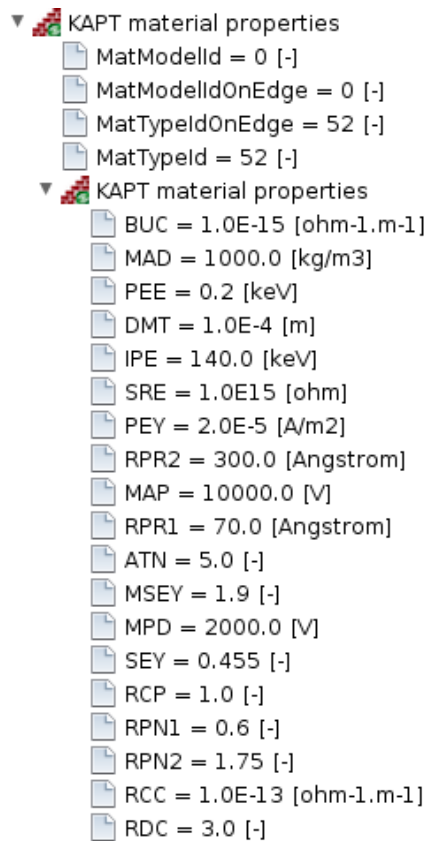 KAPT material properties
MatModelId = 0 [-]
MatModelIdOnEdge = 0 [-]
MatTypeIdOnEdge = 52 [-]
MatTypeId = 52 [-]
KAPT material properties
BUC = 1.0E-15 [ohm-1.m-1]
MAD = 1000.0 [kg/m3]
PEE = 0.2 [keV]
DMT = 1.0E-4 [m]
IPE = 140.0 [keV]
SRE = 1.0E15 [ohm]
PEY = 2.0E-5 [A/m2]
RPR2 = 300.0 [Angstrom]
MAP = 10000.0 [V]
RPR1 = 70.0 [Angstrom]
ATN = 5.0 [-]
MSEY = 1.9 [-]
MPD = 2000.0 [V]
SEY = 0.455 [-]
RCP = 1.0 [-]
RPN1 = 0.6 [-]
RPN2 = 1.75 [-]
RCC = 1.0E-13 [ohm-1.m-1]
RDC = 3.0 [-]